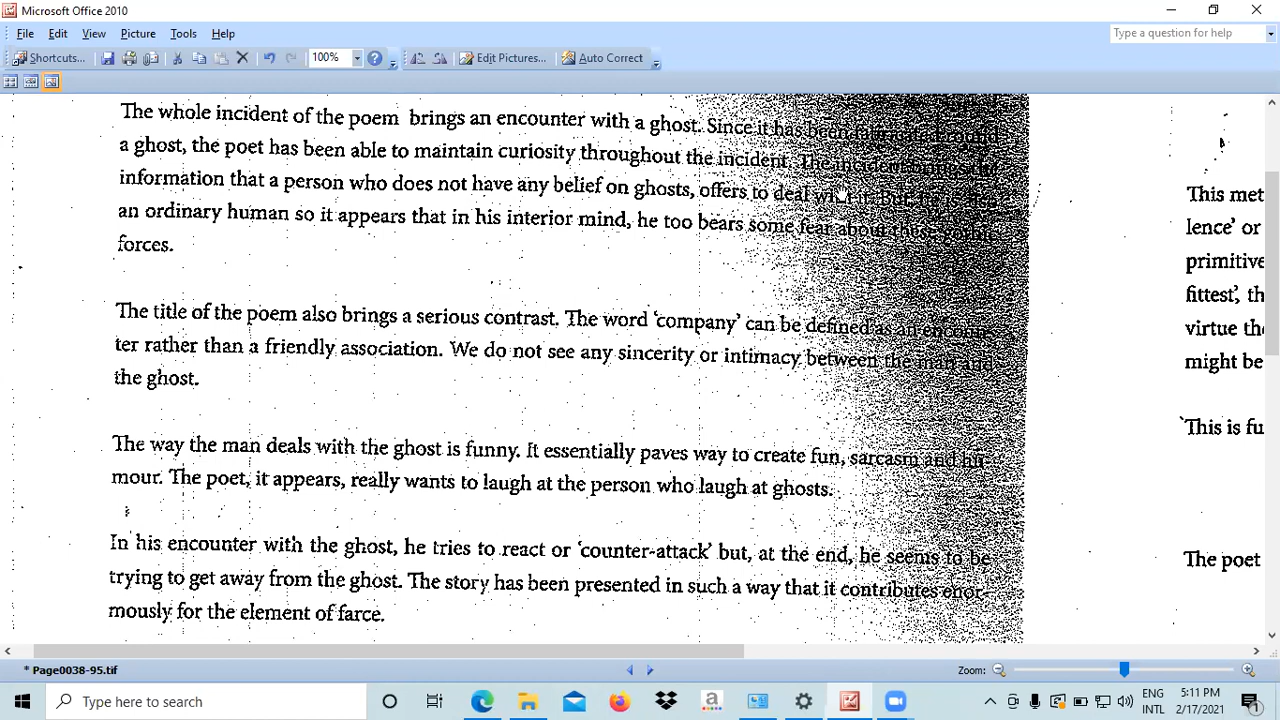 Microsoft Office 2010
File Edit View Picture Tools Help
Type a question for help
Shortcuts... 100% Edit Pictures... Auto Correct
The whole incident of the poem brings an encounter with a ghost. Since it has been
a ghost, the poet has been able to maintain curiosity throughout the incident. The
information that a person who does not have any belief on ghosts, offers to deal with it, but he is
an ordinary human so it appears that in his interior mind, he too bears some fear about these
forces.
The title of the poem also brings a serious contrast. The word 'company' can be defined as an encoun-
ter rather than a friendly association. We do not see any sincerity or intimacy between the man and
the ghost.
The way the man deals with the ghost is funny. It essentially paves way to create fun, sarcasm and hu-
mour. The poet, it appears, really wants to laugh at the person who laugh at ghosts.
In his encounter with the ghost, he tries to react or 'counter-attack' but, at the end, he seems to be
trying to get away from the ghost. The story has been presented in such a way that it contributes enor-
mously for the element of farce.
This met
lence' or
primitive
fittest', th
virtue th
might be
This is fu
The poet
* Page0038-95.tif
Zoom:
Type here to search
ENG
INTL
5:11 PM
2/17/2021